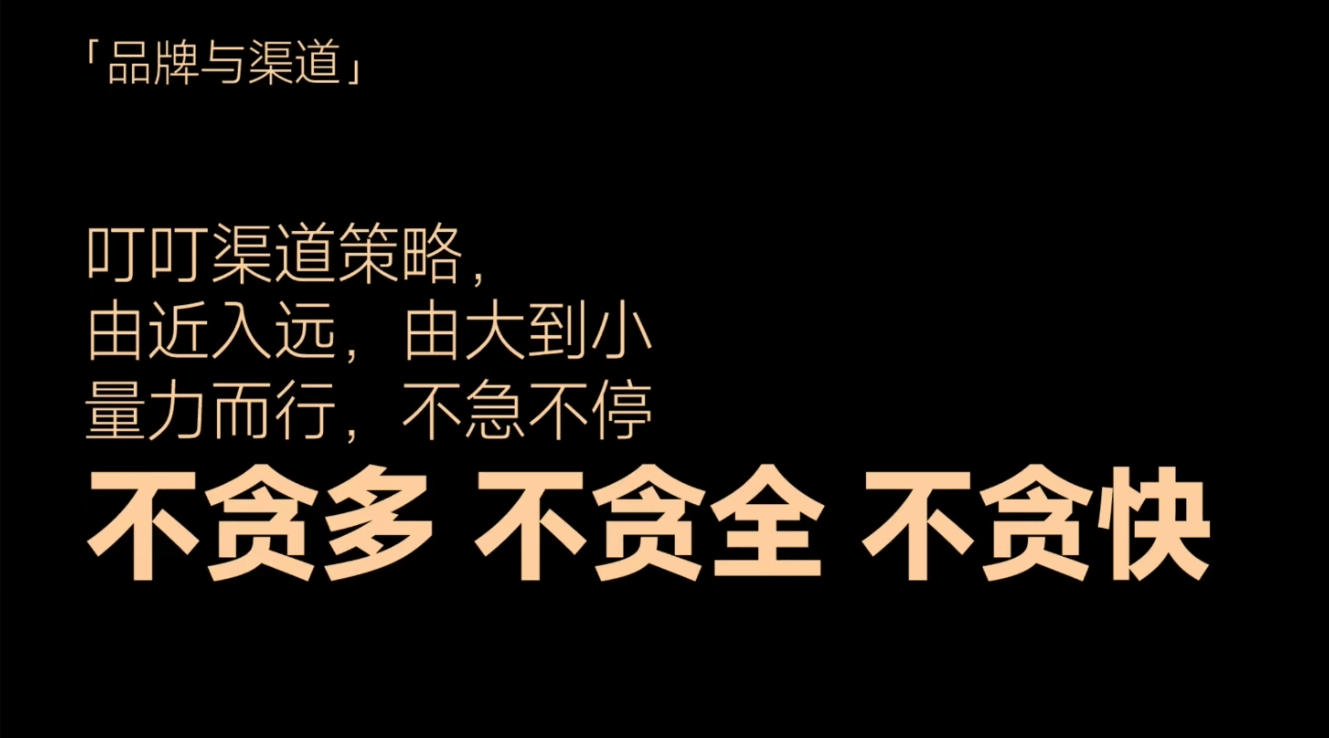 「品牌与渠道」
叮叮渠道策略，
由近入远，由大到小
量力而行，不急不停
不贪多 不贪全 不贪快